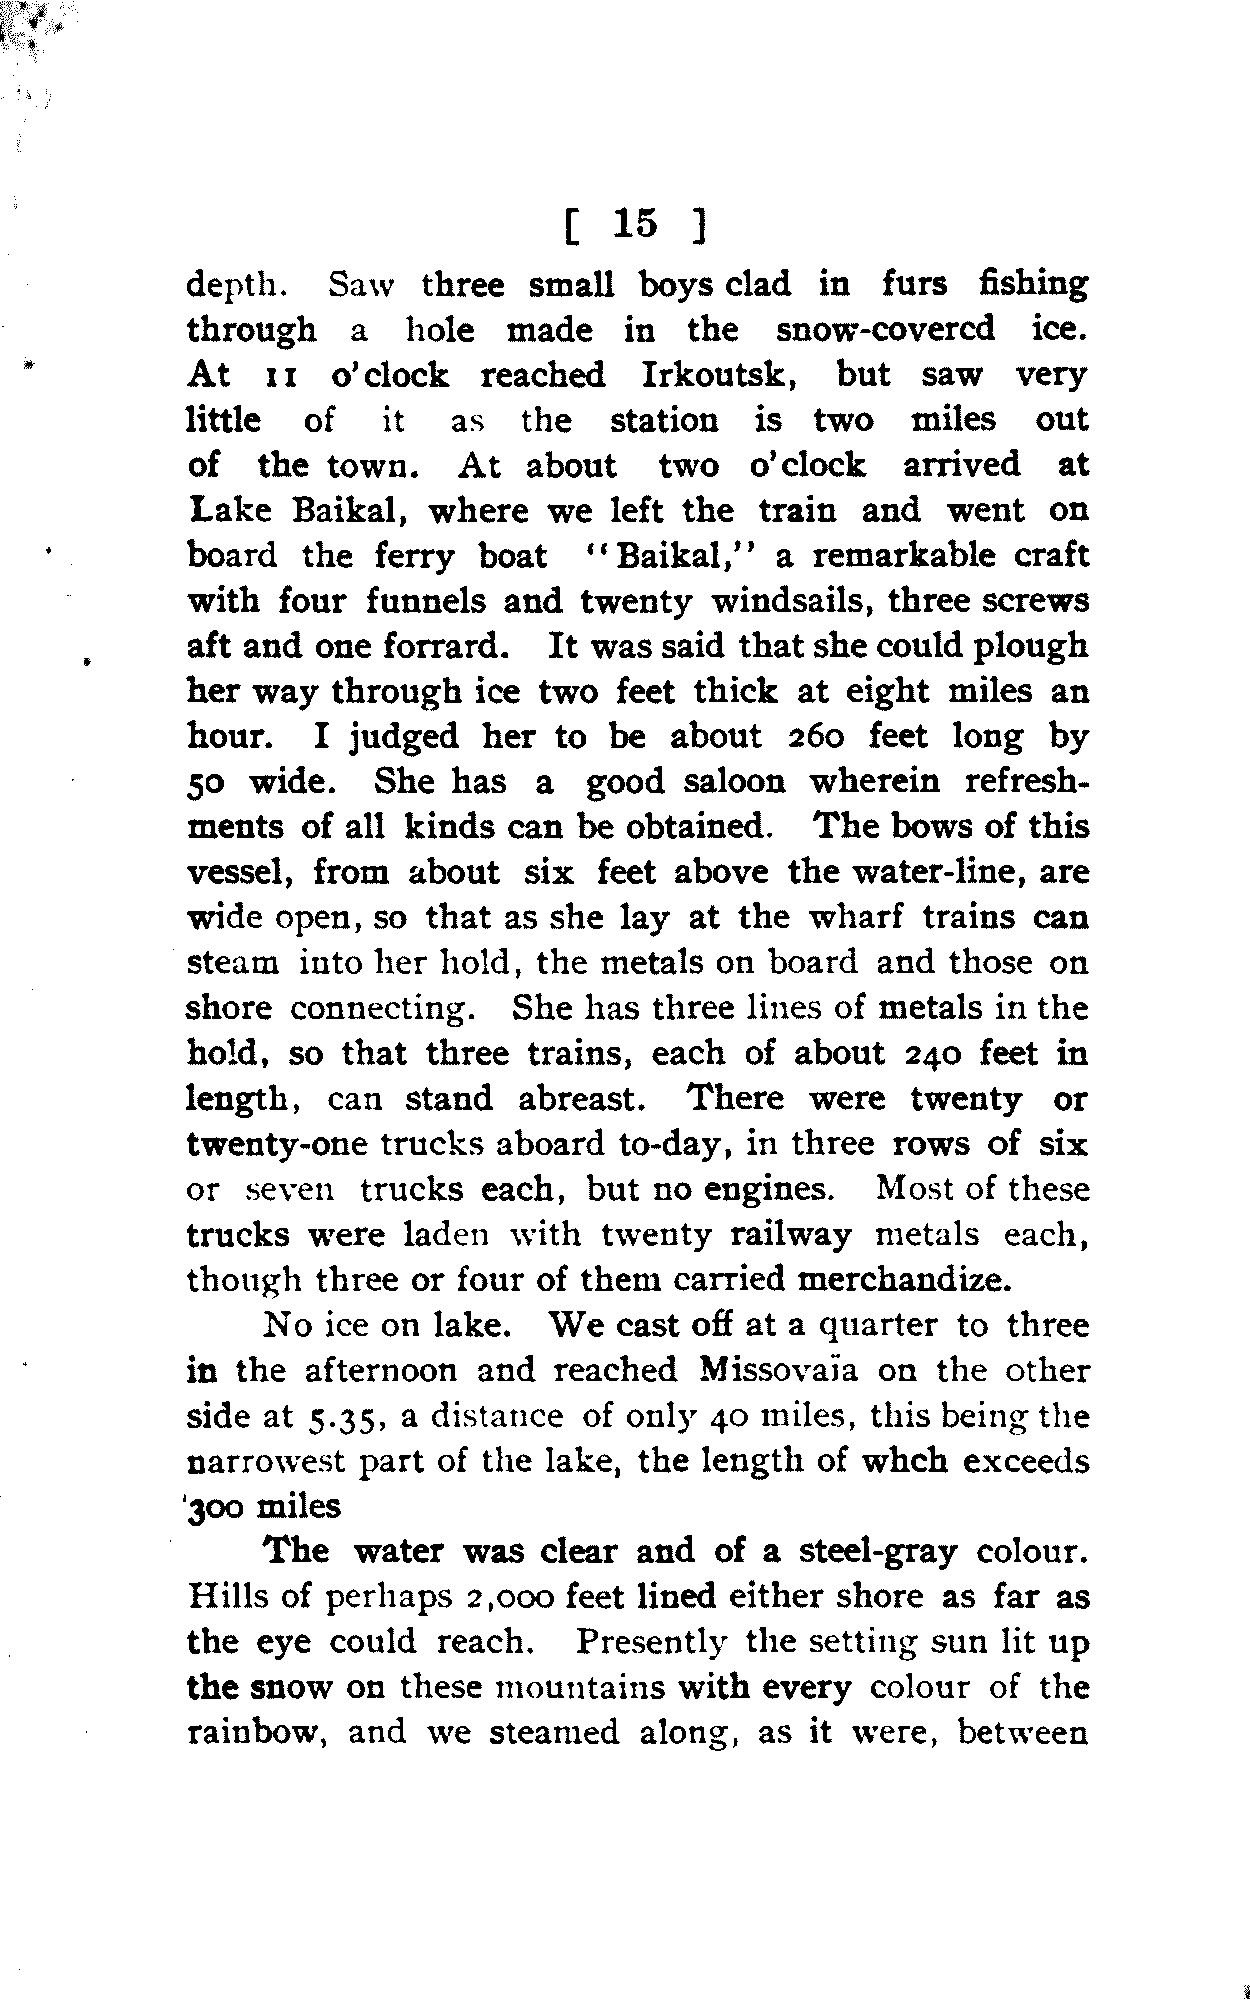 [ 15 ]
depth. Saw three small boys clad in furs fishing
through a hole made in the snow-covered ice.
At 11 o'clock reached Irkoutsk, but saw very
little of it as the station is two miles out
of the town. At about two o'clock arrived at
Lake Baikal, where we left the train and went on
board the ferry boat "Baikal," a remarkable craft
with four funnels and twenty windsails, three screws
aft and one forrard. It was said that she could plough
her way through ice two feet thick at eight miles an
hour. I judged her to be about 260 feet long by
50 wide. She has a good saloon wherein refresh-
ments of all kinds can be obtained. The bows of this
vessel, from about six feet above the water-line, are
wide open, so that as she lay at the wharf trains can
steam into her hold, the metals on board and those on
shore connecting. She has three lines of metals in the
hold, so that three trains, each of about 240 feet in
length, can stand abreast. There were twenty or
twenty-one trucks aboard to-day, in three rows of six
or seven trucks each, but no engines. Most of these
trucks were laden with twenty railway metals each,
though three or four of them carried merchandize.
No ice on lake. We cast off at a quarter to three
in the afternoon and reached Missovaïa on the other
side at 5.35, a distance of only 40 miles, this being the
narrowest part of the lake, the length of whch exceeds
300 miles
The water was clear and of a steel-gray colour.
Hills of perhaps 2,000 feet lined either shore as far as
the eye could reach. Presently the setting sun lit up
the snow on these mountains with every colour of the
rainbow, and we steamed along, as it were, between